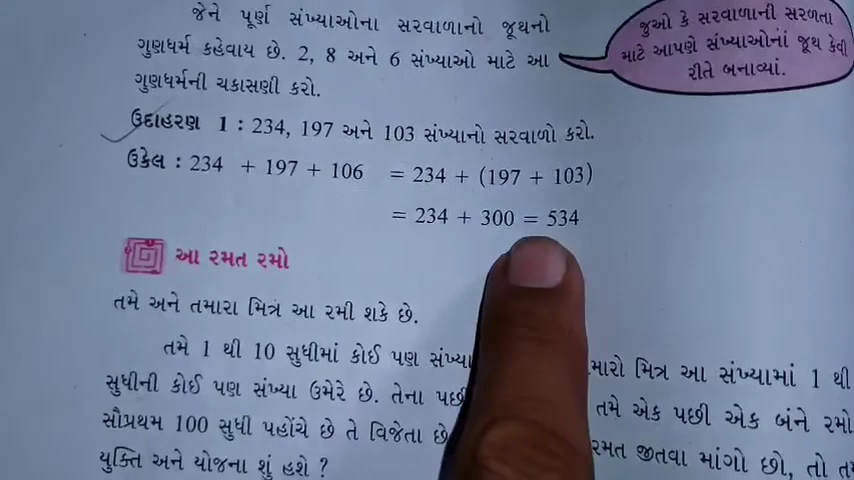 જેને પૂર્ણ સંખ્યાઓના સરવાળાનો જૂથનો
ગુણધર્મ કહેવાય છે. 2, 8 અને 6 સંખ્યાઓ માટે આ
ગુણધર્મની ચકાસણી કરો.
જુઓ કે સરવાળાની સરળતા
માટે આપણે સંખ્યાઓનાં જૂથ કેવી
રીતે બનાવ્યાં.
ઉદાહરણ 1 : 234, 197 અને 103 સંખ્યાનો સરવાળો કરો.
ઉકેલ : 234 + 197 + 106 = 234 + (197 + 103)
= 234 + 300 = 534
આ રમત રમો
તમે અને તમારા મિત્ર આ રમી શકે છે.
તમે 1 થી 10 સુધીમાં કોઈ પણ સંખ્યા મારો મિત્ર આ સંખ્યામાં 1 થી
સુધીની કોઈ પણ સંખ્યા ઉમેરે છે. તેના પછી તમે એક પછી એક બંને રમો
સૌપ્રથમ 100 સુધી પહોંચે છે તે વિજેતા છે રમત જીતવા માંગો છો, તો
યુક્તિ અને યોજના શું હશે ?